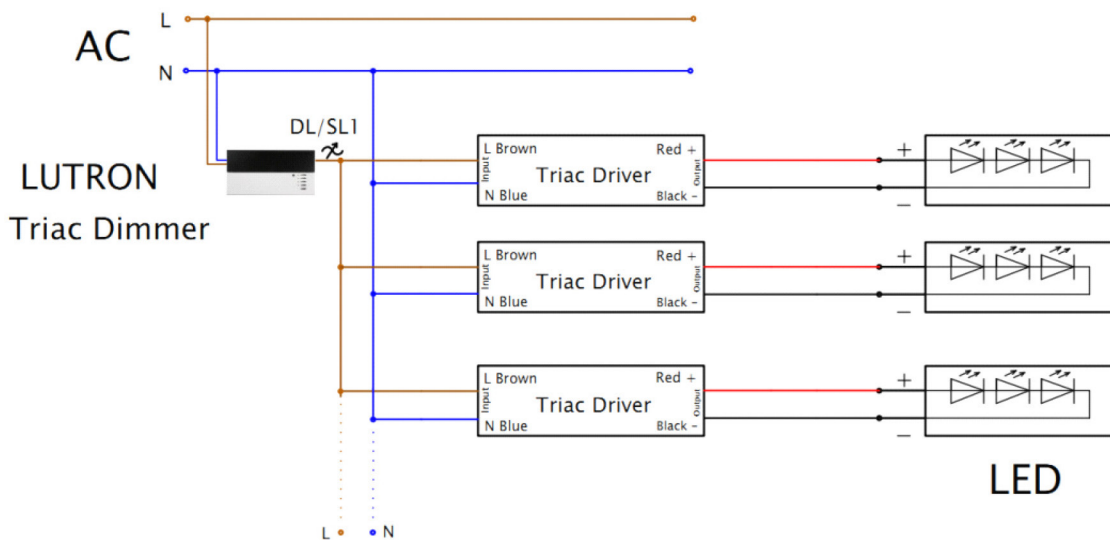 L
AC
N
DL/SL1
LUTRON
Triac Dimmer
L Brown
Red +
Input
Triac Driver
Output
N Blue
Black -
+
−
L Brown
Red +
Input
Triac Driver
Output
N Blue
Black -
+
−
L Brown
Red +
Input
Triac Driver
Output
N Blue
Black -
+
−
LED
L
N